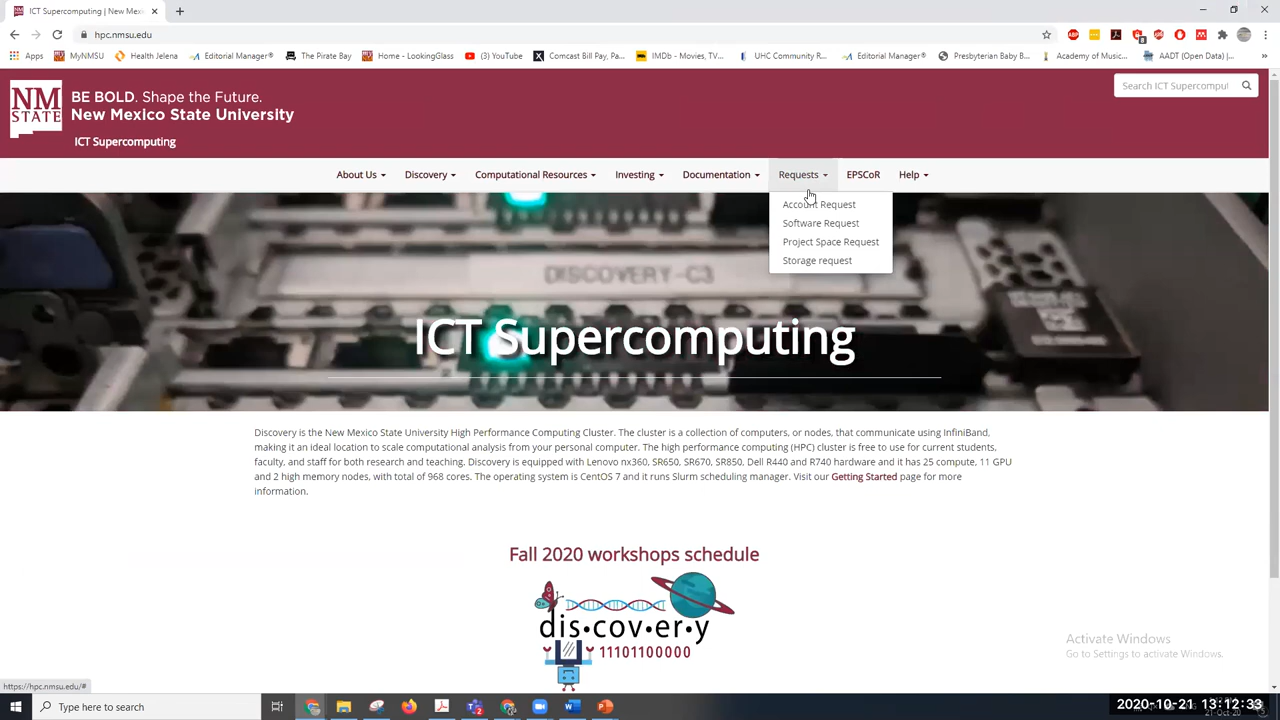 ICT Supercomputing | New Mexic
hpc.nmsu.edu
Apps MyNMSU Health Jelena Editorial Manager® The Pirate Bay Home - LookingGlass (3) YouTube Comcast Bill Pay, Pa... IMDb - Movies, TV... UHC Community R... Editorial Manager® Presbyterian Baby B... Academy of Music... AADT (Open Data) |... »
NM
STATE
BE BOLD. Shape the Future.
New Mexico State University
ICT Supercomputing
Search ICT Supercomput
About Us Discovery Computational Resources Investing Documentation Requests EPSCoR Help
Account Request
Software Request
Project Space Request
Storage request
DISCOVERY-C3
ICT Supercomputing
Discovery is the New Mexico State University High Performance Computing Cluster. The cluster is a collection of computers, or nodes, that communicate using InfiniBand,
making it an ideal location to scale computational analysis from your personal computer. The high performance computing (HPC) cluster is free to use for current students,
faculty, and staff for both research and teaching. Discovery is equipped with Lenovo nx360, SR650, SR670, SR850, Dell R440 and R740 hardware and it has 25 compute, 11 GPU
and 2 high memory nodes, with total of 968 cores. The operating system is CentOS 7 and it runs Slurm scheduling manager. Visit our Getting Started page for more
information.
Fall 2020 workshops schedule
dis•cov•er•y
11101100000
Activate Windows
Go to Settings to activate Windows.
https://hpc.nmsu.edu/#
Type here to search
2020-10-21 13:12:33